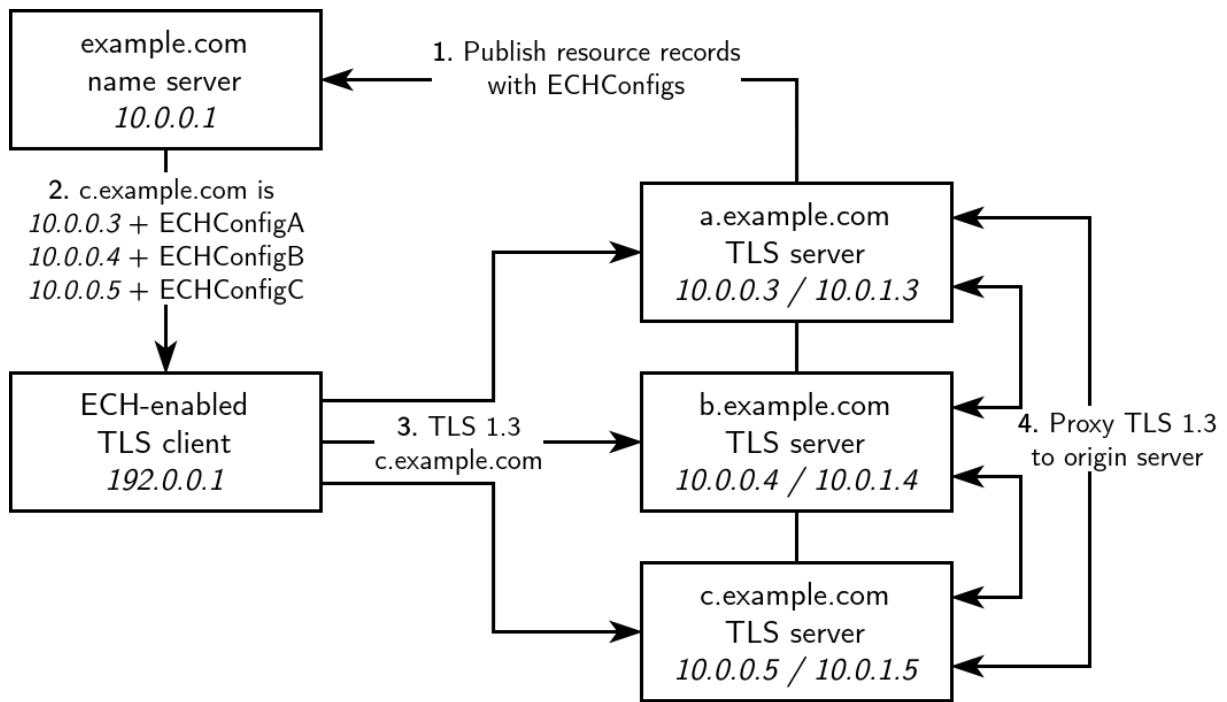 example.com
name server
10.0.0.1
1. Publish resource records
with ECHConfigs
2. c.example.com is
10.0.0.3 + ECHConfigA
10.0.0.4 + ECHConfigB
10.0.0.5 + ECHConfigC
a.example.com
TLS server
10.0.0.3 / 10.0.1.3
ECH-enabled
TLS client
192.0.0.1
3. TLS 1.3
c.example.com
b.example.com
TLS server
10.0.0.4 / 10.0.1.4
4. Proxy TLS 1.3
to origin server
c.example.com
TLS server
10.0.0.5 / 10.0.1.5